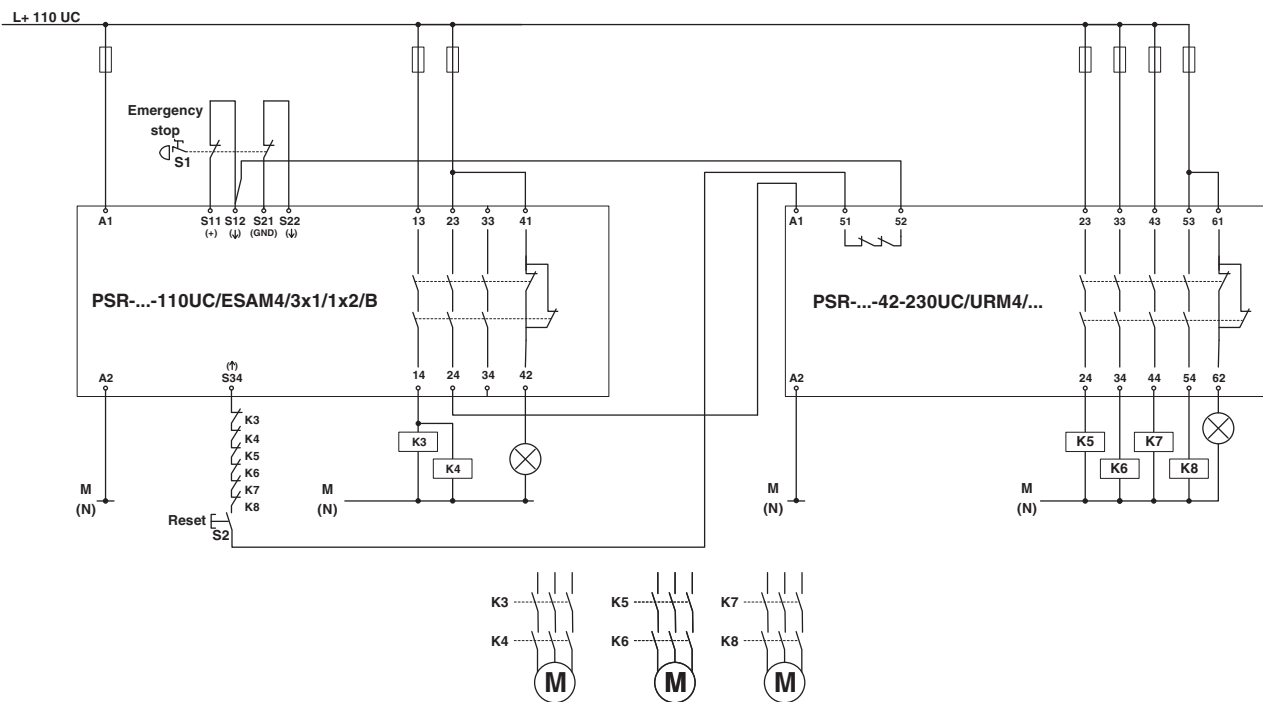 L+ 110 UC
Emergency
stop
S1
A1 S11 S12 S21 S22 13 23 33 41 A1 51 52 23 33 43 53 61
(+) (↓) (GND) (↓)
PSR-...-110UC/ESAM4/3x1/1x2/B PSR-...-42-230UC/URM4/...
(↑)
A2 S34 14 24 34 42 A2 24 34 44 54 62
K3
K4
K5
K6
K7
K8
K3
K4
K5
K6
K7
K8
M
(N)
M
(N)
M
(N)
M
(N)
Reset
S2
K3 K5 K7
K4 K6 K8
M M M